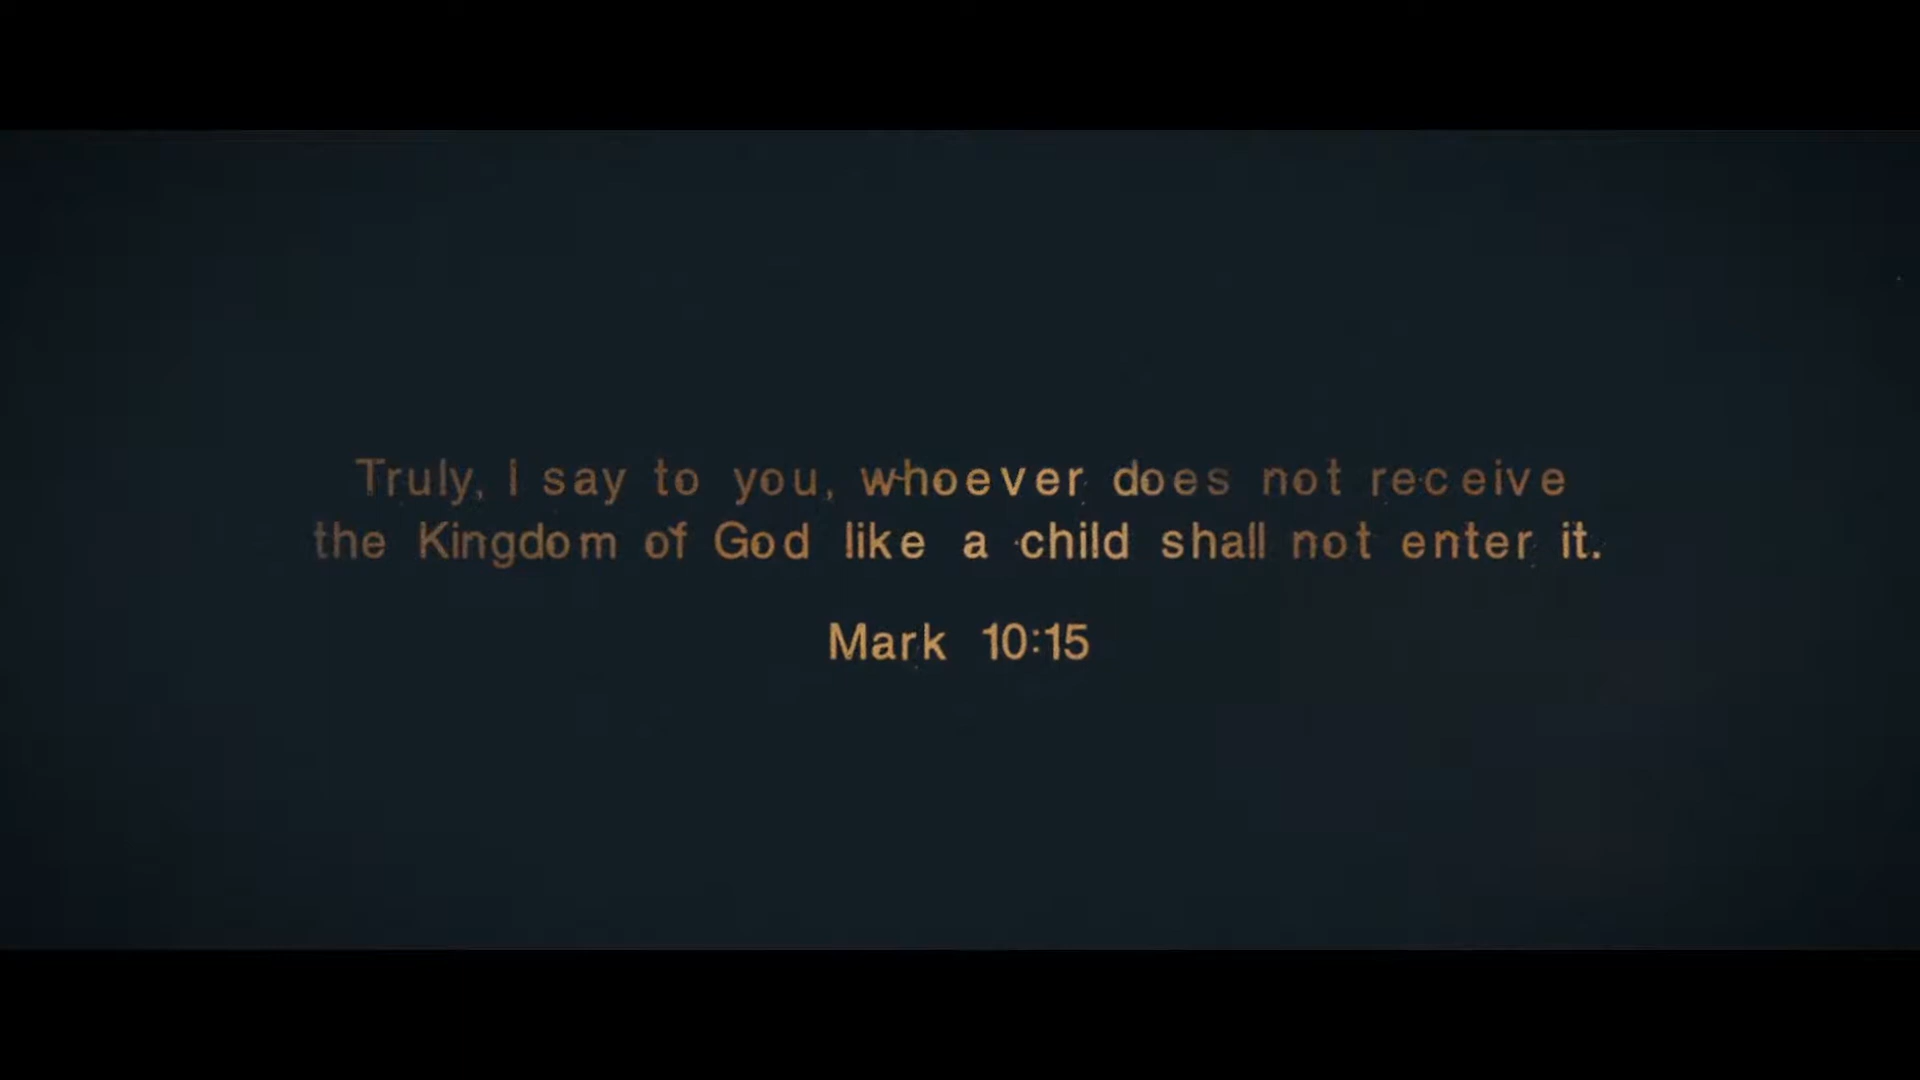 Truly, I say to you, whoever does not receive
the Kingdom of God like a child shall not enter it.
Mark 10:15